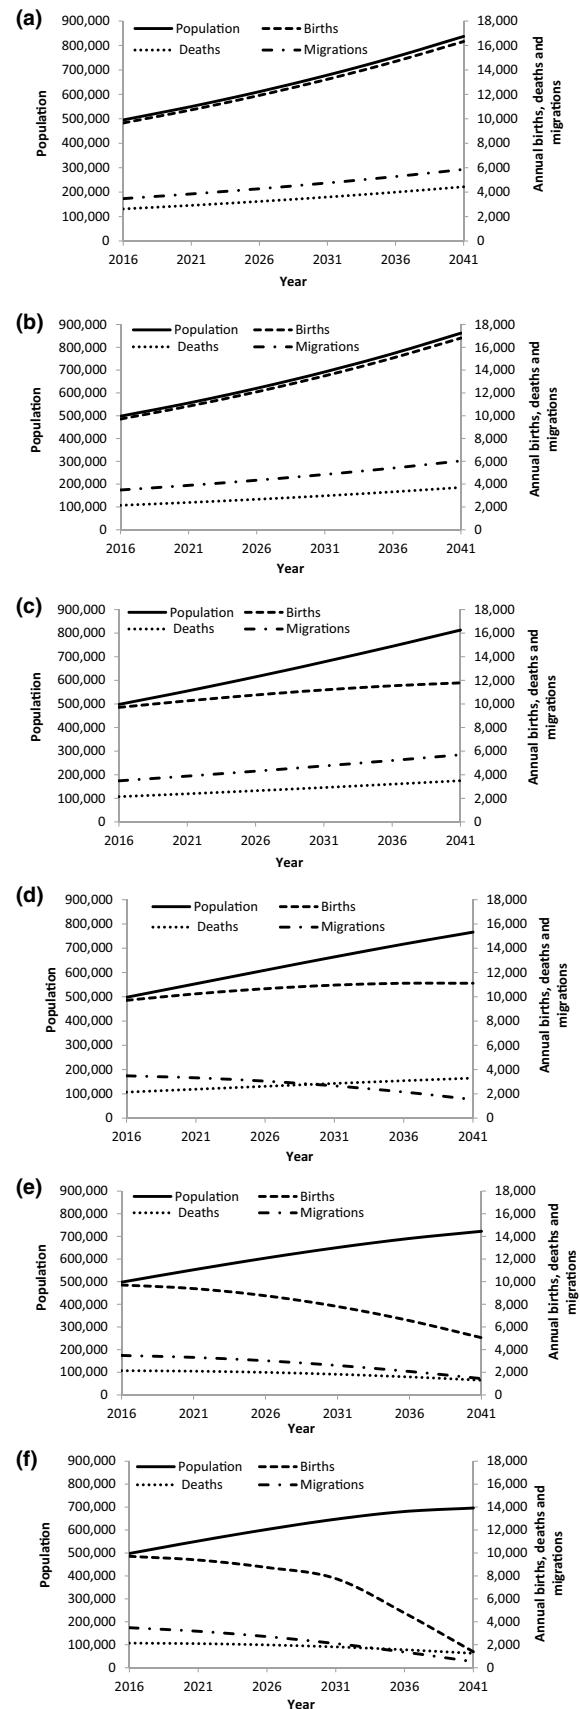 (a)
Population
Births
Deaths
Migrations
900,000
800,000
700,000
600,000
500,000
400,000
300,000
200,000
100,000
0
18,000
16,000
14,000
12,000
10,000
8,000
6,000
4,000
2,000
0
Population
Annual births, deaths and
migrations
2016 2021 2026 2031 2036 2041
Year
(b)
Population
Births
Deaths
Migrations
900,000
800,000
700,000
600,000
500,000
400,000
300,000
200,000
100,000
0
18,000
16,000
14,000
12,000
10,000
8,000
6,000
4,000
2,000
0
Population
Annual births, deaths and
migrations
2016 2021 2026 2031 2036 2041
Year
(c)
Population
Births
Deaths
Migrations
900,000
800,000
700,000
600,000
500,000
400,000
300,000
200,000
100,000
0
18,000
16,000
14,000
12,000
10,000
8,000
6,000
4,000
2,000
0
Populatiion
Annual births, deaths and
migrations
2016 2021 2026 2031 2036 2041
Year
(d)
Population
Births
Deaths
Migrations
900,000
800,000
700,000
600,000
500,000
400,000
300,000
200,000
100,000
0
18,000
16,000
14,000
12,000
10,000
8,000
6,000
4,000
2,000
0
Population
Annual births, deaths and
migrations
2016 2021 2026 2031 2036 2041
Year
(e)
Population
Births
Deaths
Migrations
900,000
800,000
700,000
600,000
500,000
400,000
300,000
200,000
100,000
0
18,000
16,000
14,000
12,000
10,000
8,000
6,000
4,000
2,000
0
Population
Annual births, deaths and
migrations
2016 2021 2026 2031 2036 2041
Year
(f)
Population
Births
Deaths
Migrations
900,000
800,000
700,000
600,000
500,000
400,000
300,000
200,000
100,000
0
18,000
16,000
14,000
12,000
10,000
8,000
6,000
4,000
2,000
0
Population
Annual births, deaths and
migrations
2016 2021 2026 2031 2036 2041
Year